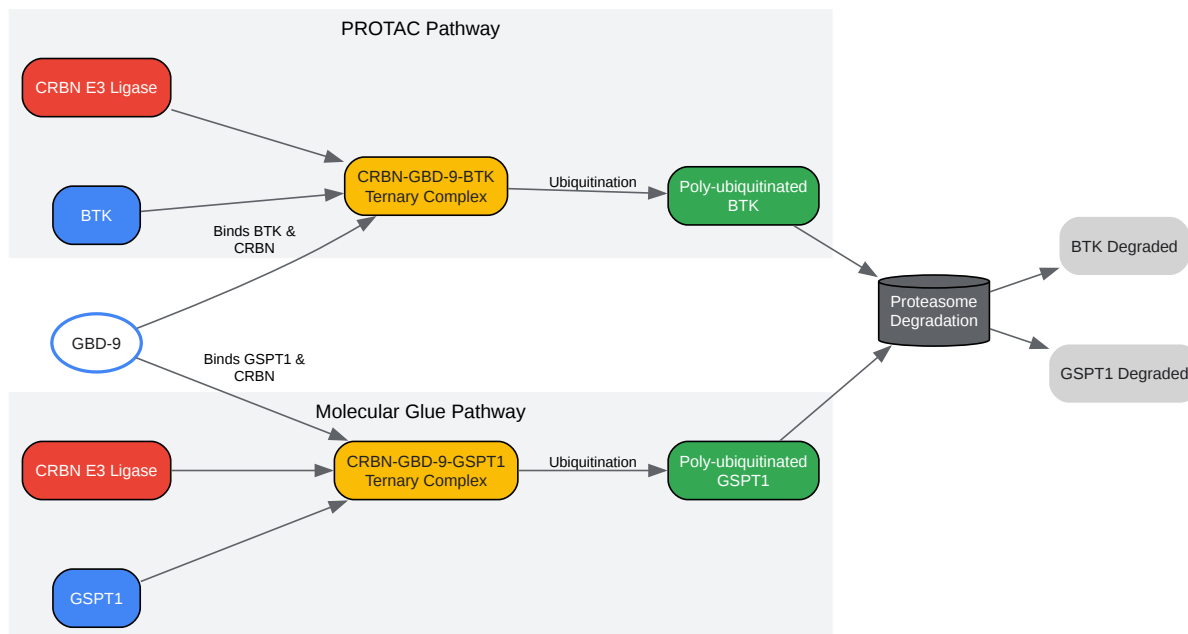 PROTAC Pathway
CRBN E3 Ligase
BTK
CRBN-GBD-9-BTK
Ternary Complex
Ubiquitination
Poly-ubiquitinated
BTK
Binds BTK &
CRBN
GBD-9
Binds GSPT1 &
CRBN
Proteasome
Degradation
BTK Degraded
GSPT1 Degraded
Molecular Glue Pathway
CRBN E3 Ligase
CRBN-GBD-9-GSPT1
Ternary Complex
Ubiquitination
Poly-ubiquitinated
GSPT1
GSPT1